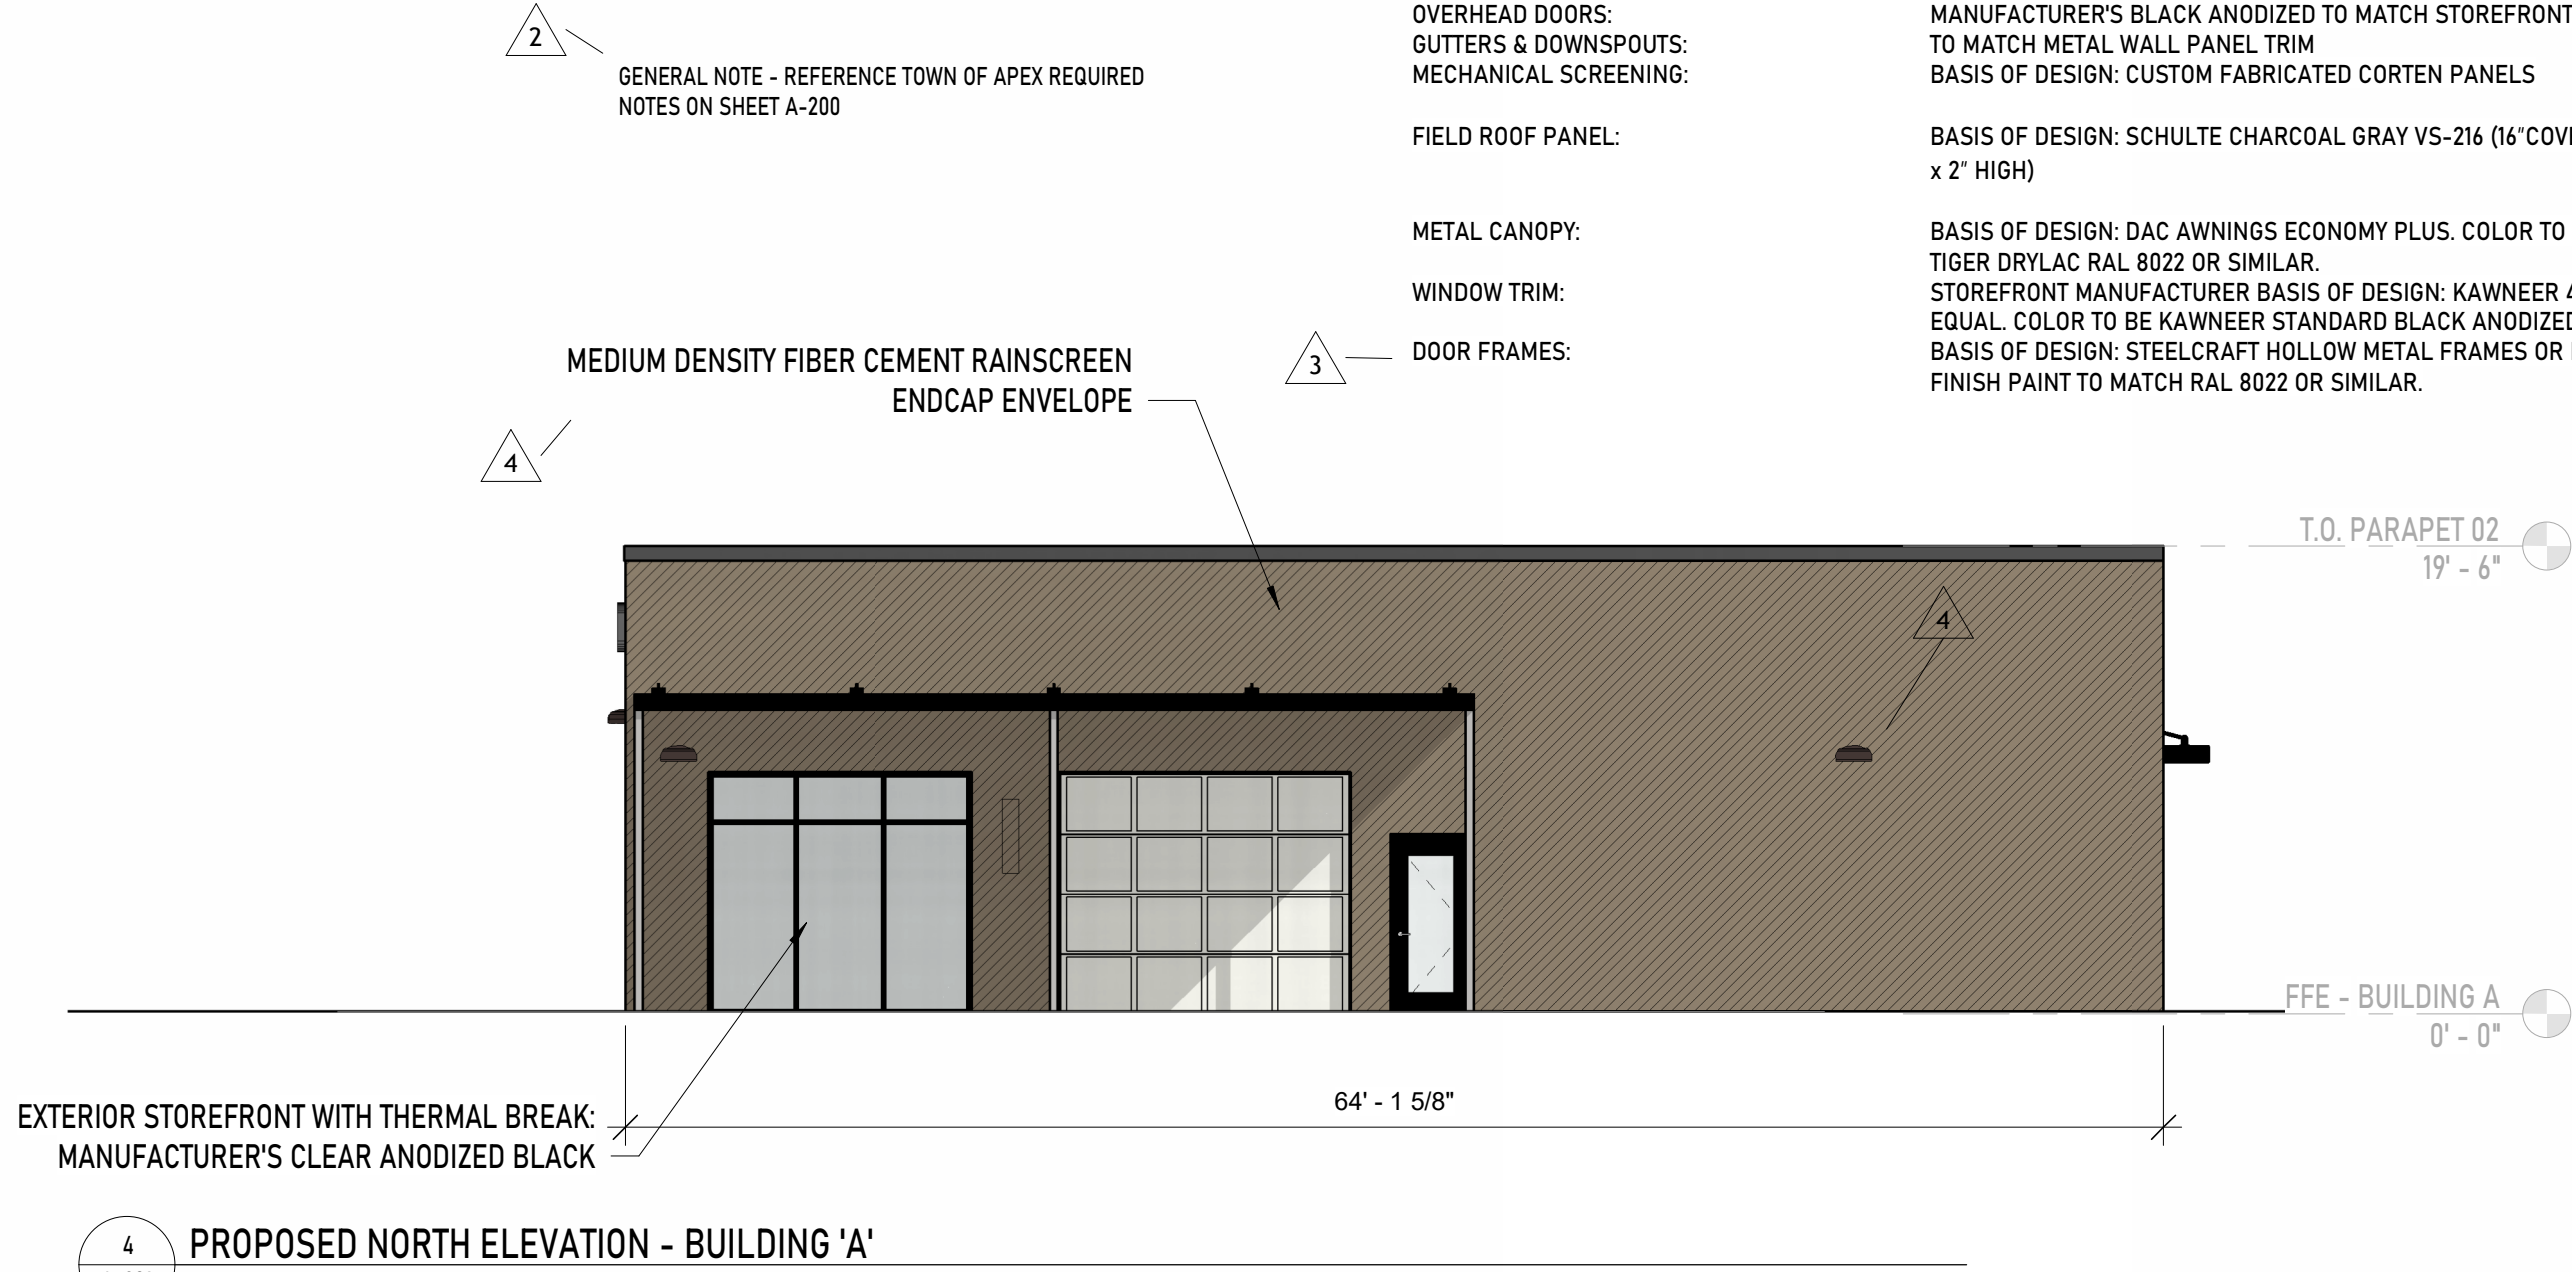 2
GENERAL NOTE - REFERENCE TOWN OF APEX REQUIRED
NOTES ON SHEET A-200
OVERHEAD DOORS:
MANUFACTURER'S BLACK ANODIZED TO MATCH STOREFRONT
GUTTERS & DOWNSPOUTS:
TO MATCH METAL WALL PANEL TRIM
MECHANICAL SCREENING:
BASIS OF DESIGN: CUSTOM FABRICATED CORTEN PANELS
FIELD ROOF PANEL:
BASIS OF DESIGN: SCHULTE CHARCOAL GRAY VS-216 (16"
x 2" HIGH)
METAL CANOPY:
BASIS OF DESIGN: DAC AWNINGS ECONOMY PLUS. COLOR TO
TIGER DRYLAC RAL 8022 OR SIMILAR.
WINDOW TRIM:
STOREFRONT MANUFACTURER BASIS OF DESIGN: KAWNEER
EQUAL. COLOR TO BE KAWNEER STANDARD BLACK ANODIZED
3
DOOR FRAMES:
BASIS OF DESIGN: STEELCRAFT HOLLOW METAL FRAMES OR
FINISH PAINT TO MATCH RAL 8022 OR SIMILAR.
MEDIUM DENSITY FIBER CEMENT RAINSCREEN
ENDCAP ENVELOPE
4
T.O. PARAPET 02
19' - 6"
4
FFE - BUILDING A
0' - 0"
64' - 1 5/8"
EXTERIOR STOREFRONT WITH THERMAL BREAK:
MANUFACTURER'S CLEAR ANODIZED BLACK
4
PROPOSED NORTH ELEVATION - BUILDING 'A'